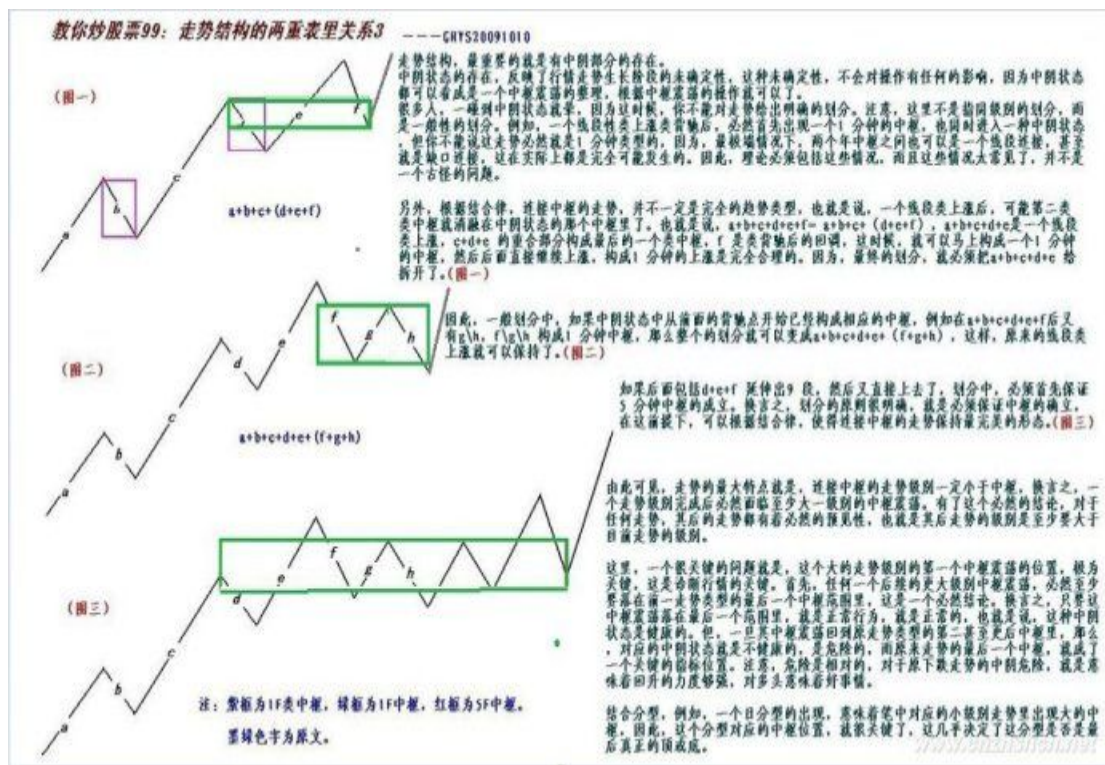 教你炒股票99：走势结构的两重表里关系3 ---GHYS20091010
走势结构，最重要的就是有中阴部分的存在。
中阴状态的存在，反映了行情走势生长阶段的未确定性，这种未确定性，不会对操作有任何的影响，因为中阴状态
都可以看成是一个中枢震荡的整理，根据中枢震荡的操作就可以了。
很多人，一碰到中阴状态就晕，因为这时候，你不能对走势给出明确的划分。注意，这里不是指同级别的划分，而
是一般性的划分。例如，一个线段性类上涨类背驰后，必然首先出现一个1 分钟的中枢，也同时进入一种中阴状态
，但你不能说这走势必然就是1 分钟类型的，因为，最极端情况下，两个年中枢之间也可以是一个线段连接，甚至
就是缺口连接，这在实际上都是完全可能发生的。因此，理论必须包括这些情况，而且这些情况太常见了，并不是
一个古怪的问题。
(图一)
a
b
c
d
e
f
a+b+c+(d+e+f)
另外，根据结合律，连接中枢的走势，并不一定是完全的趋势类型，也就是说，一个线段类上涨后，可能第二类
类中枢就消融在中阴状态的那个中枢里了。也就是说，a+b+c+d+e+f= a+b+c+ (d+e+f) ，a+b+c+d+e是一个线段
类上涨，c+d+e 的重合部分构成最后的一个类中枢，f 是类背驰后的回调，这时候，就可以马上构成一个1 分钟
的中枢，然后后面直接继续上涨，构成1 分钟的上涨是完全合理的。因为，最终的划分，就必须把a+b+c+d+e 给
拆开了。(图一)
因此，一般划分中，如果中阴状态中从前面的背驰点开始已经构成相应的中枢，例如在a+b+c+d+e+f后又
有g\h，f\g\h 构成1 分钟中枢，那么整个的划分就可以变成a+b+c+d+e+ (f+g+h) ，这样，原来的线段类
上涨就可以保持了。(图二)
(图二)
a
b
c
d
e
f
g
h
a+b+c+d+e+(f+g+h)
如果后面包括d+e+f 延伸出9 段，然后又直接上去了，划分中，必须首先保证
5 分钟中枢的成立。换言之，划分的原则很明确，就是必须保证中枢的确立，
在这前提下，可以根据结合律，使得连接中枢的走势保持最完美的形态。(图三)
由此可见，走势的最大特点就是，连接中枢的走势级别一定小于中枢，换言之，一
个走势级别完成后必然面临至少大一级别的中枢震荡。有了这个必然的结论，对于
任何走势，其后的走势都有着必然的预见性，也就是其后走势的级别是至少要大于
目前走势的级别。
这里，一个很关键的问题就是，这个大的走势级别的第一个中枢震荡的位置，极为
关键，这是诊断行情的关键。首先，任何一个后续的更大级别中枢震荡，必然至少
要落在前一走势类型的最后一个中枢范围里，这是一个必然结论。换言之，只要这
中枢震荡落在最后一个范围里，就是正常行为，就是正常的，也就是说，这种中阴
状态是健康的。但，一旦其中枢震荡回到原走势类型的第二甚至更后中枢里，那么
，对应的中阴状态就是不健康的，是危险的，而原来走势的最后一个中枢，就成了
一个关键的指标位置。注意，危险是相对的，对于原下跌走势的中阴危险，就是意
味着回升的力度够强，对多头意味着好事情。
结合分型，例如，一个日分型的出现，意味着笔中对应的小级别走势里出现大的中
枢，因此，这个分型对应的中枢位置，就很关键了，这几乎决定了这分型是否是最
后真正的顶或底。
(图三)
a
b
c
d
e
f
g
h
注：紫框为1F类中枢，绿框为1F中枢，红框为5F中枢。
墨绿色字为原文。